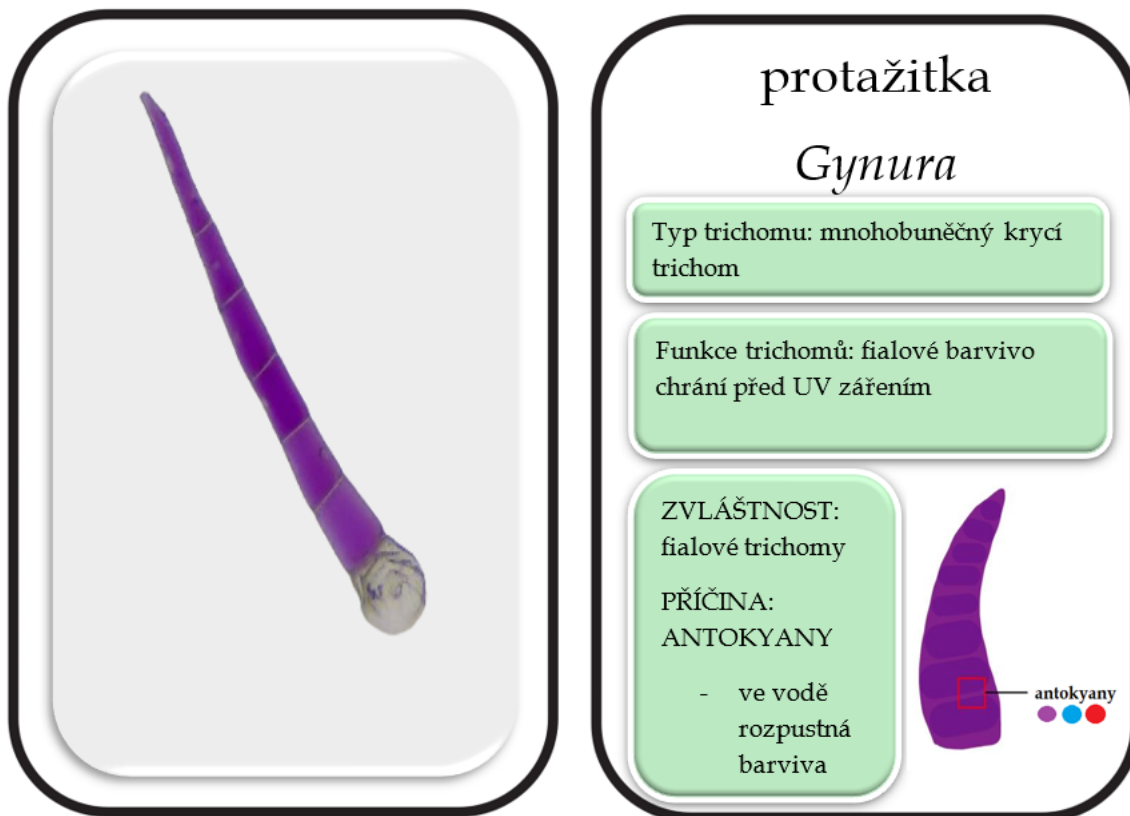 protažitka
Gynura
Typ trichomu: mnohobuněčný krycí
trichom
Funkce trichomů: fialové barvivo
chrání před UV zářením
ZVLÁŠTNOST:
fialové trichomy
PŘÍČINA:
ANTOKYANY
- ve vodě
rozpustná
barviva
antokyany